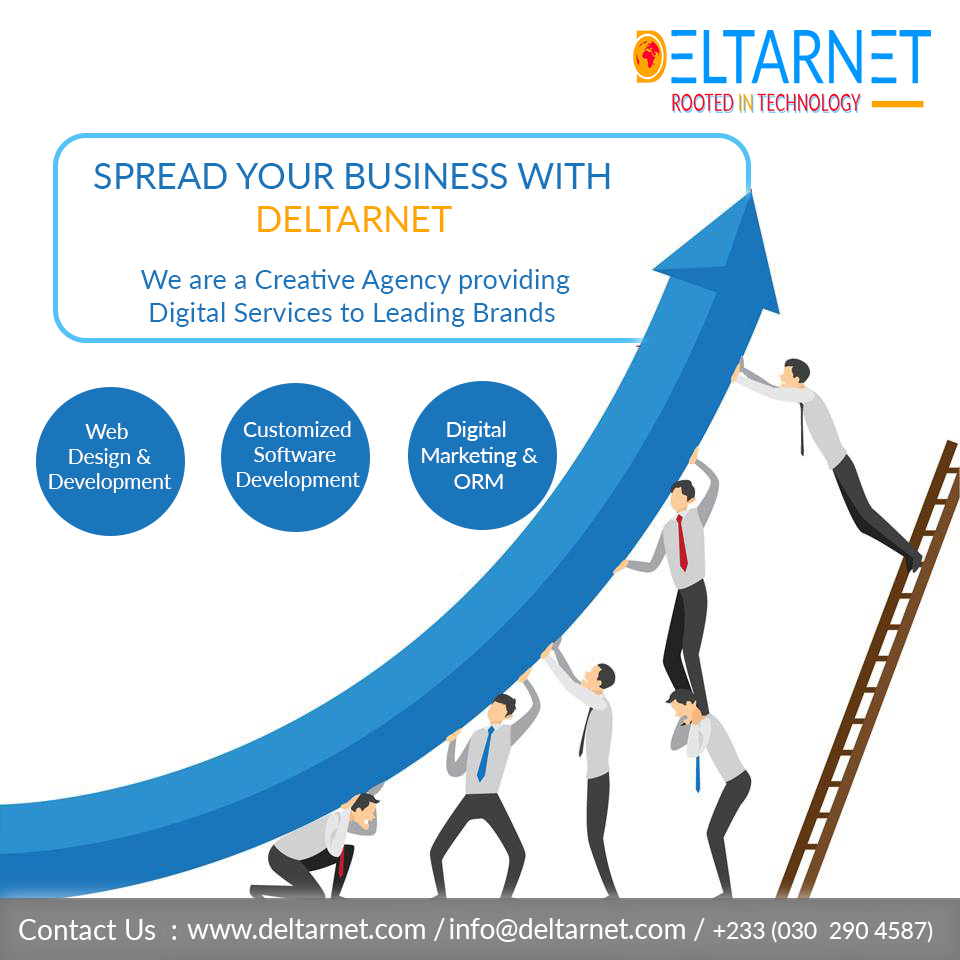 DELTARNET
ROOTED IN TECHNOLOGY
SPREAD YOUR BUSINESS WITH
DELTARNET
We are a Creative Agency providing
Digital Services to Leading Brands
Web
Design &
Development
Customized
Software
Development
Digital
Marketing &
ORM
Contact Us : www.deltarnet.com / info@deltarnet.com / +233 (030 290 4587)